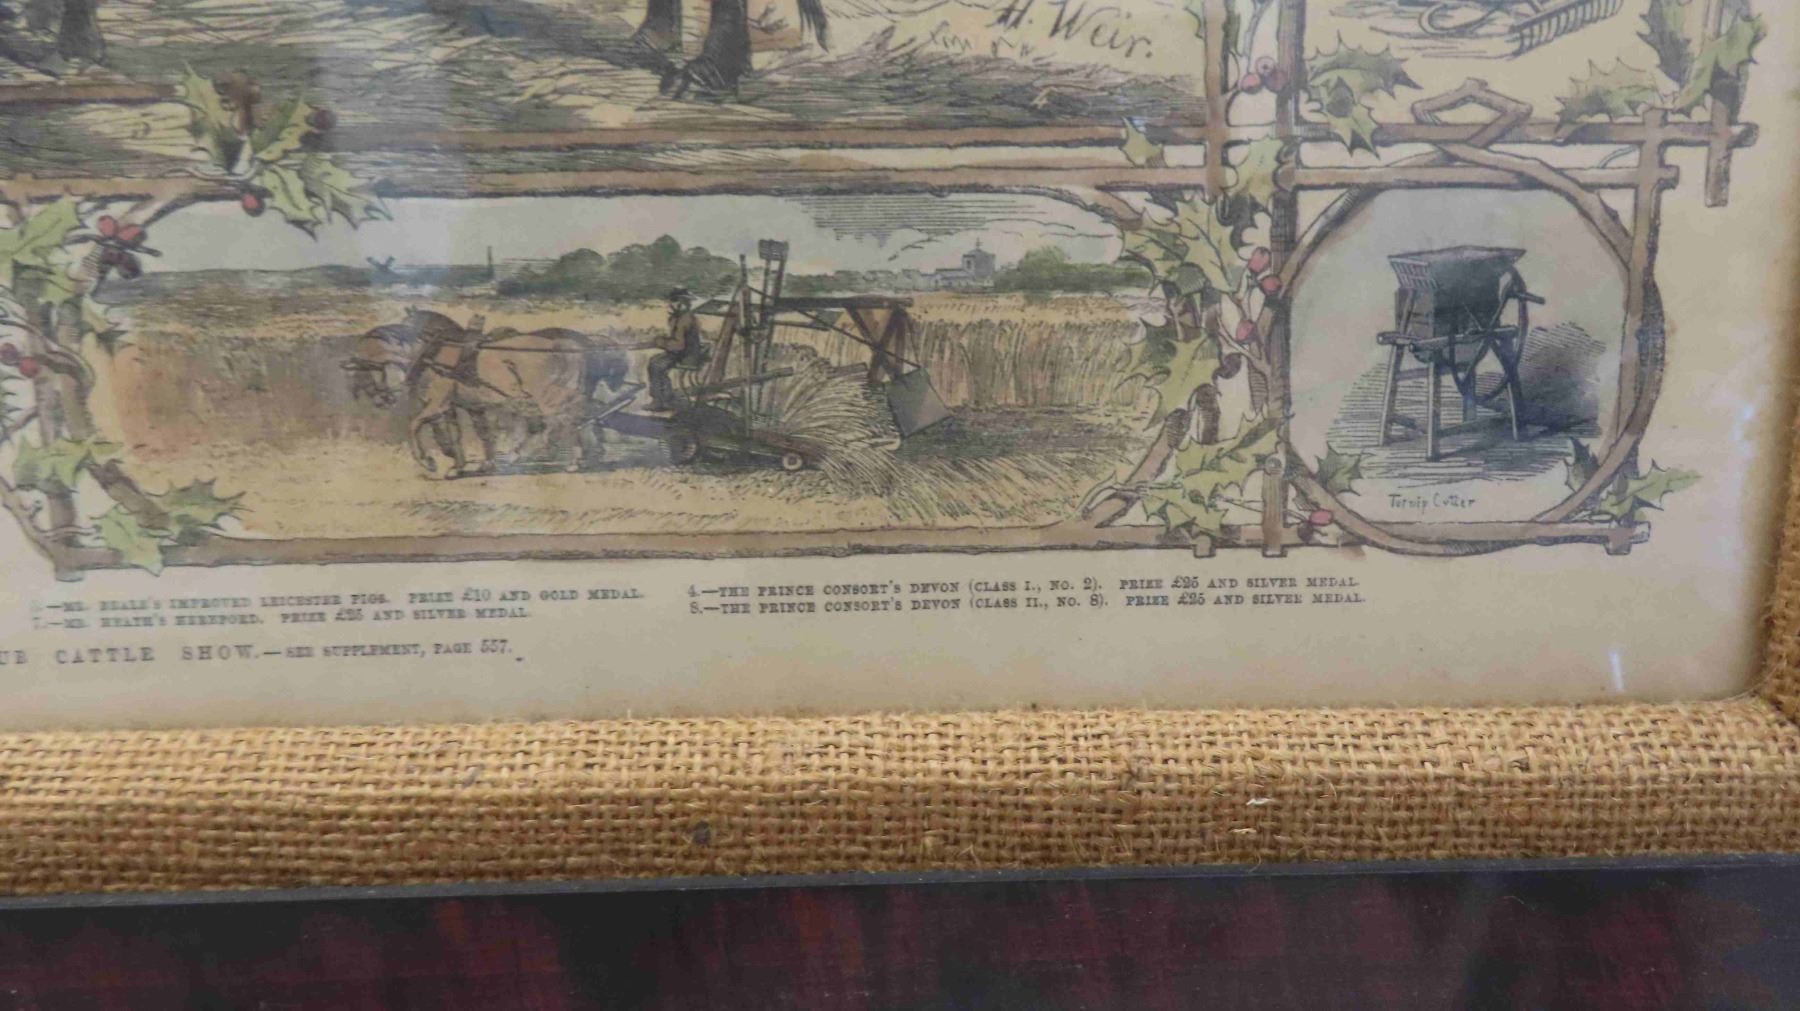 H. Weir.
Turnip Cutter
—MR. BEALE'S IMPROVED LEICESTER PIGS. PRIZE £10 AND GOLD MEDAL.
7.—MR. HEATH'S HEREFORD. PRIZE £25 AND SILVER MEDAL.
4.—THE PRINCE CONSORT'S DEVON (CLASS I., NO. 2). PRIZE £25 AND SILVER MEDAL.
8.—THE PRINCE CONSORT'S DEVON (CLASS II., NO. 8). PRIZE £25 AND SILVER MEDAL.
UB CATTLE SHOW.—SEE SUPPLEMENT, PAGE 557.